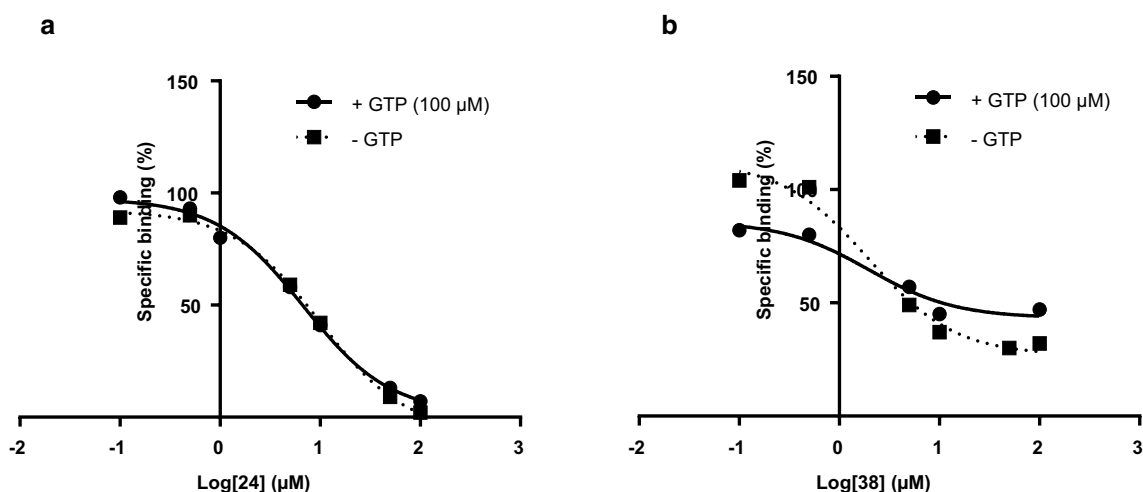 a
150
100
50
Specific binding (%)
+ GTP (100 µM)
- GTP
-2 -1 0 1 2 3
Log[24] (µM)
b
150
100
50
Specific binding (%)
+ GTP (100 µM)
- GTP
-2 -1 0 1 2 3
Log[38] (µM)